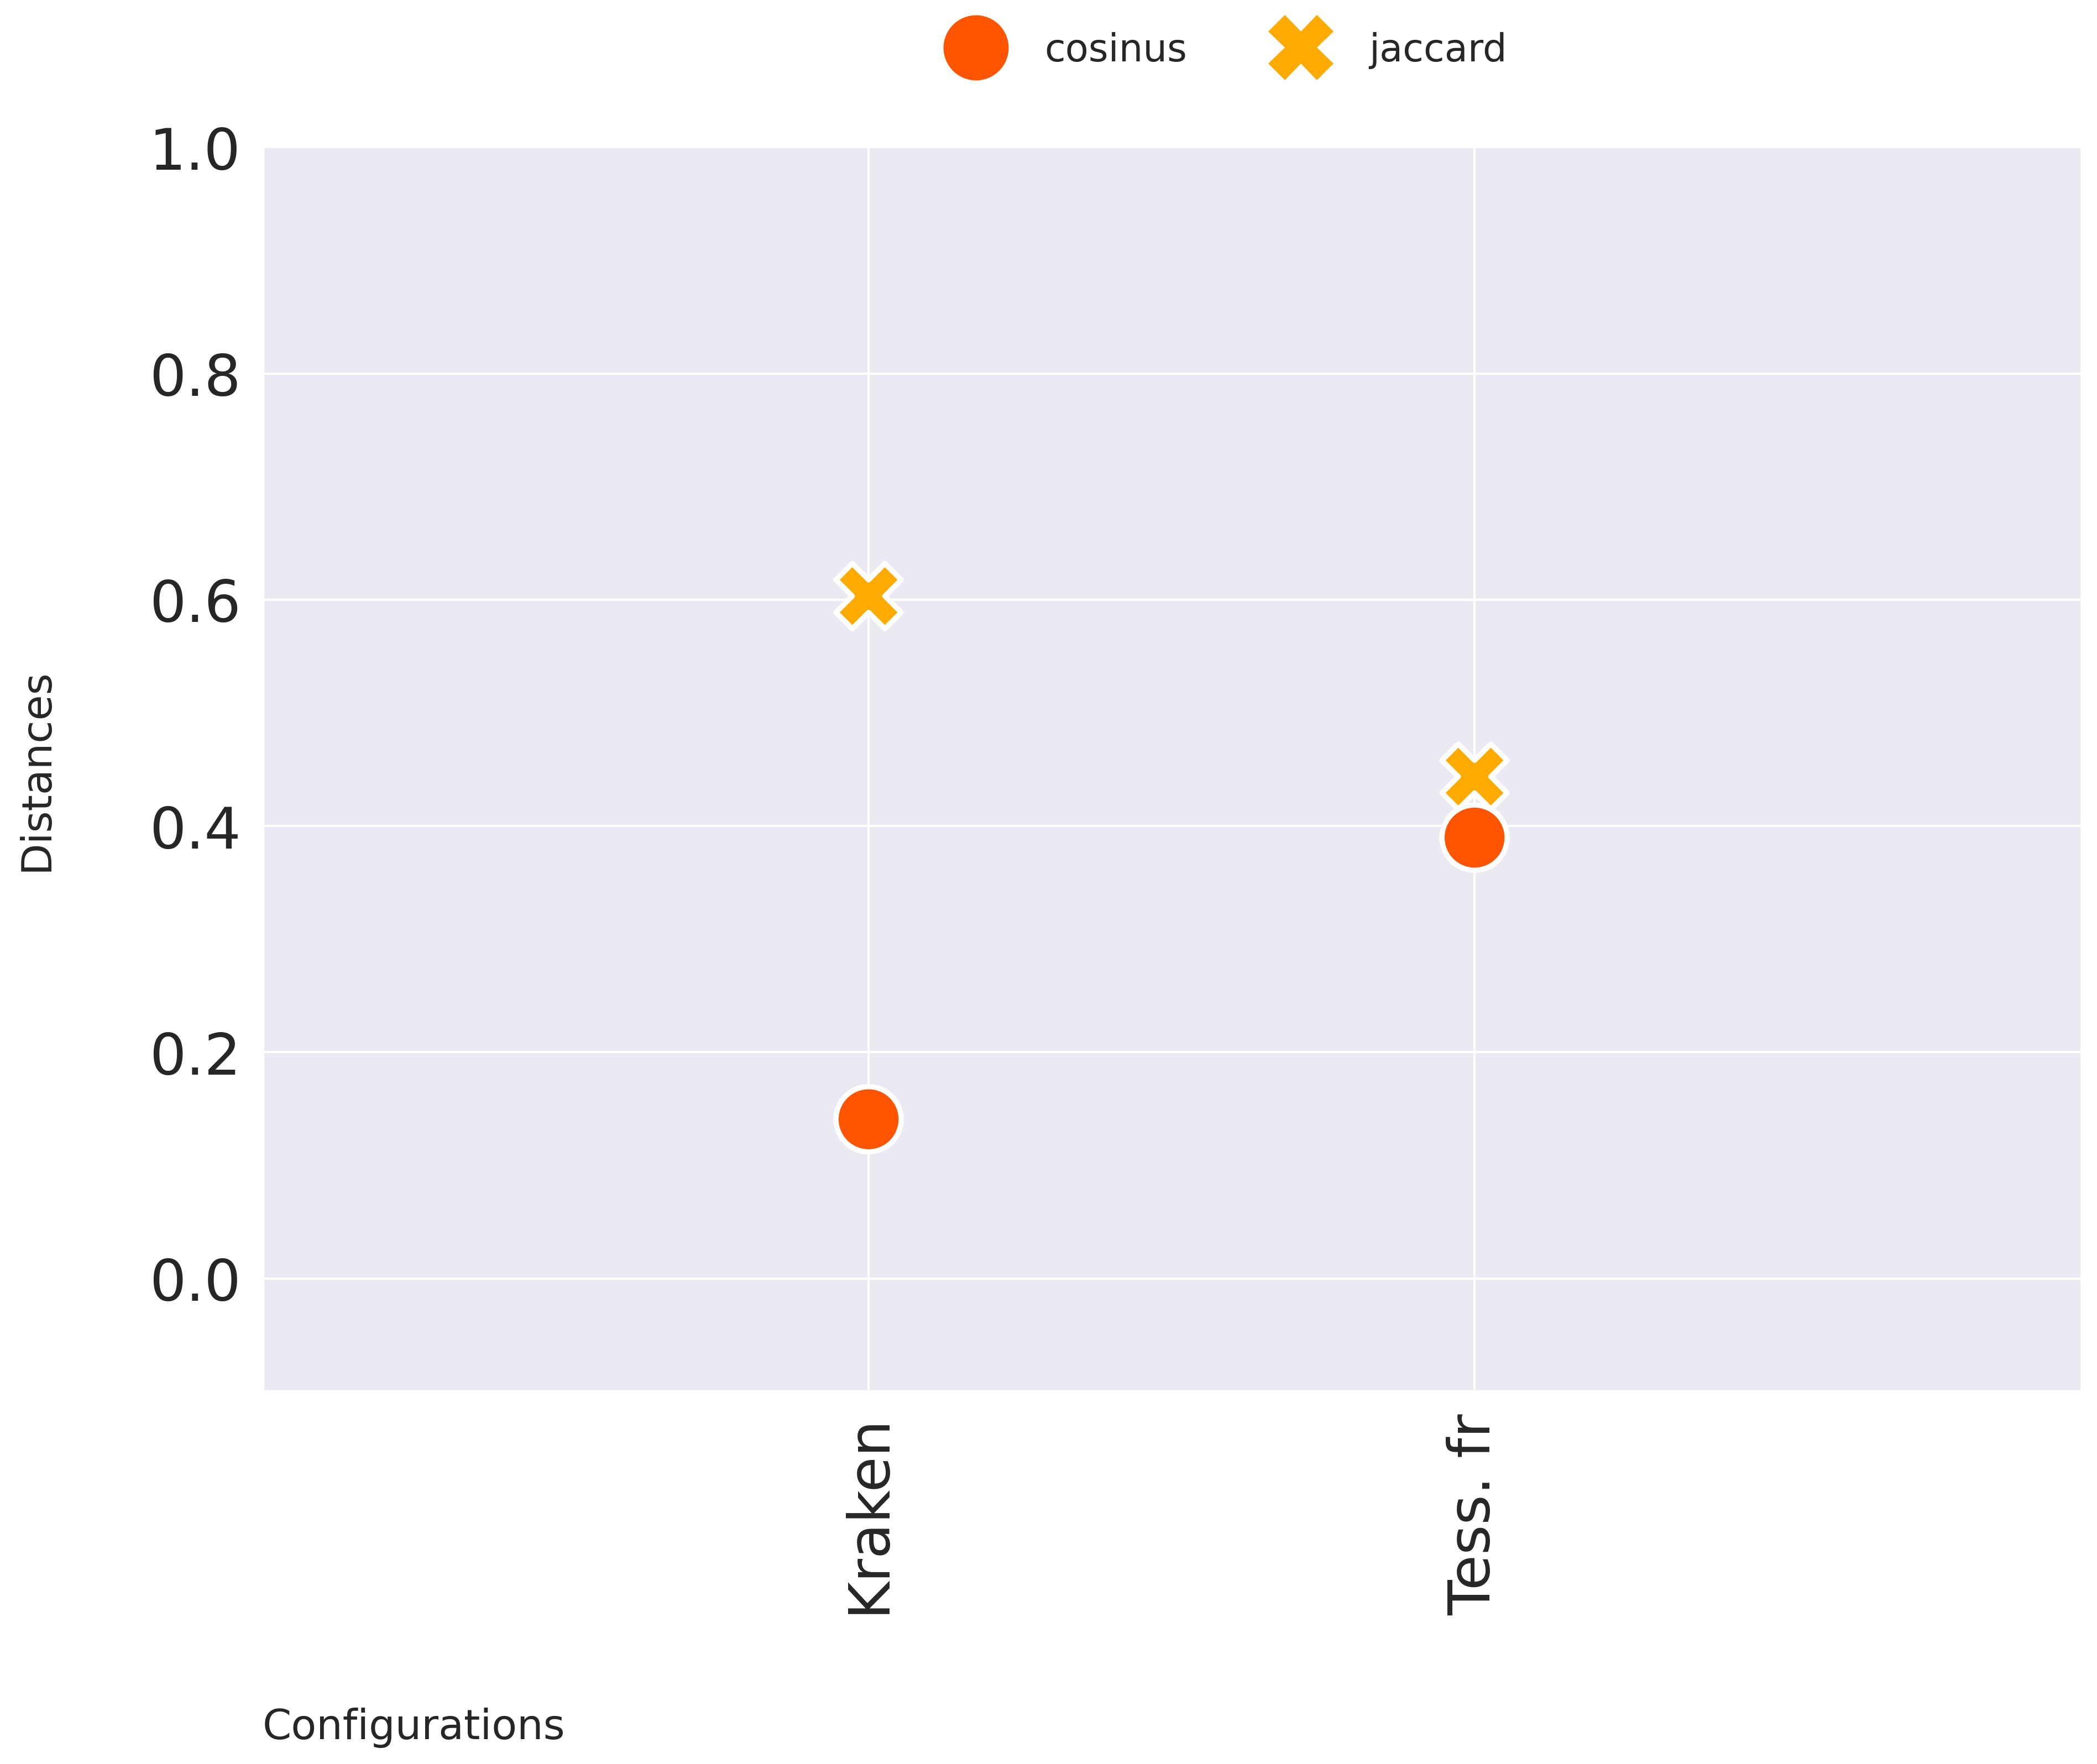 cosinus jaccard
1.0
0.8
0.6
0.4
0.2
0.0
Distances
Kraken
Tess. fr
Configurations